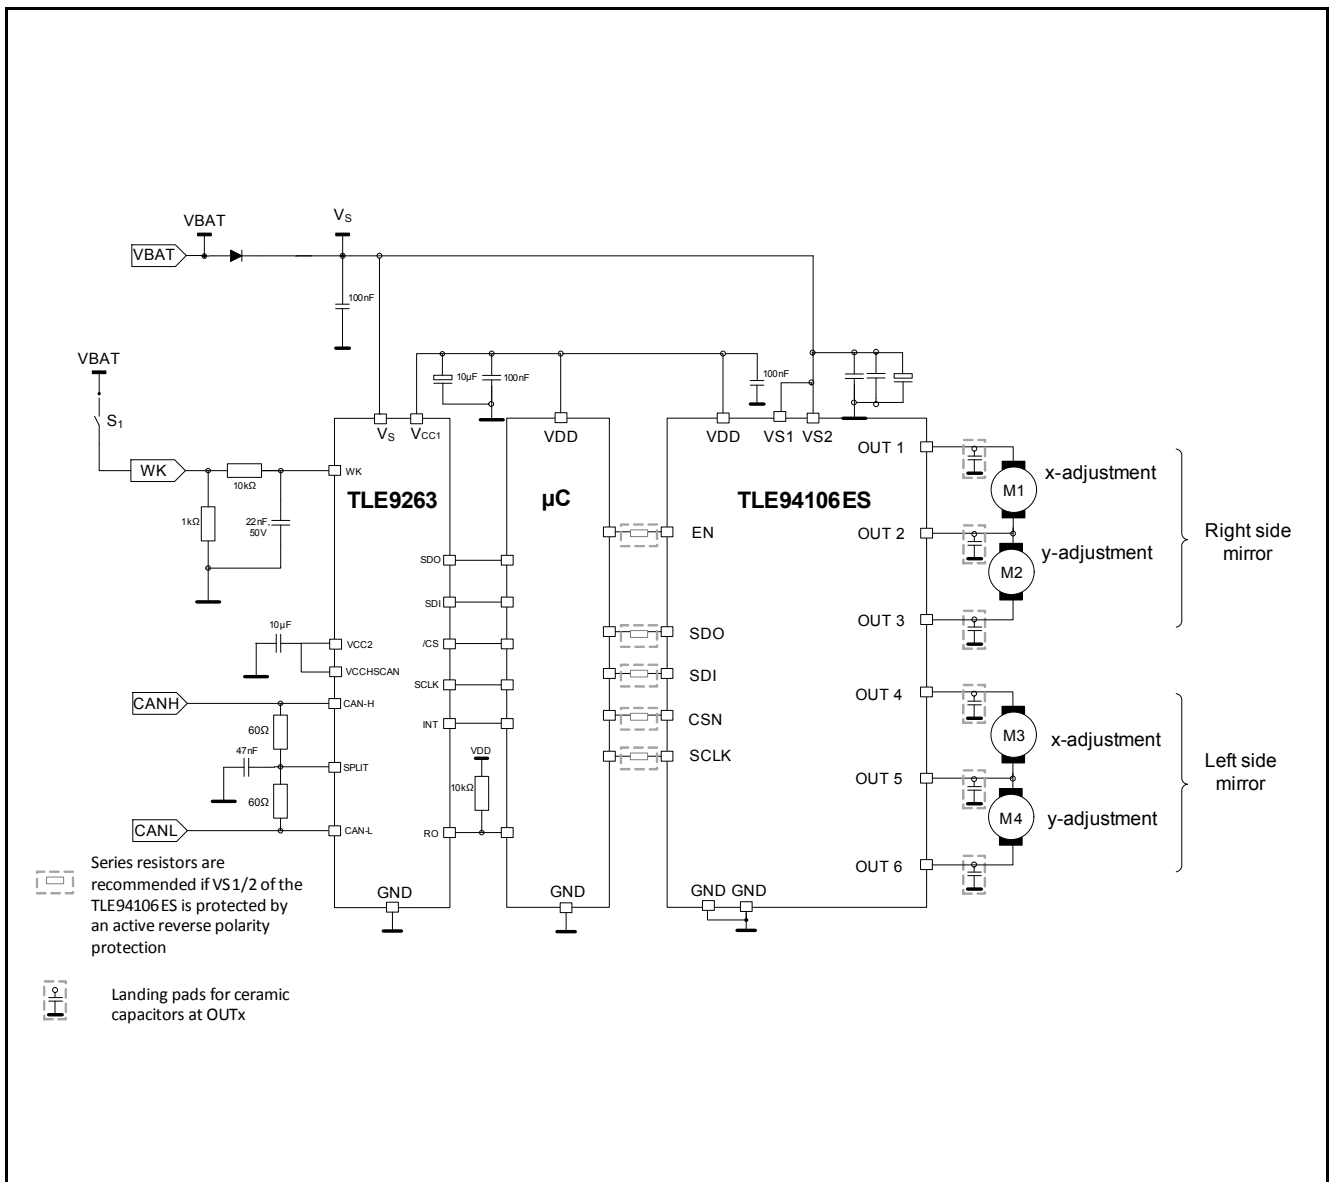 VBAT
VS
VBAT
100nF
VBAT
S1
10µF
100nF
100nF
VS
VCC1
VDD
VDD
VS1
VS2
OUT 1
WK
10kΩ
WK
TLE9263
µC
TLE94106ES
M1
x-adjustment
1kΩ
22nF,
50V
EN
OUT 2
y-adjustment
M2
Right side
mirror
SDO
SDI
OUT 3
10µF
VCC2
/CS
SDO
VCCHSCAN
SCLK
SDI
CANH
CAN-H
INT
CSN
OUT 4
60Ω
M3
x-adjustment
47nF
SPLIT
VDD
SCLK
OUT 5
Left side
mirror
60Ω
10kΩ
M4
y-adjustment
CANL
CAN-L
RO
OUT 6
Series resistors are
recommended if VS1/2 of the
TLE94106ES is protected by
an active reverse polarity
protection
GND
GND
GND GND
Landing pads for ceramic
capacitors at OUTx